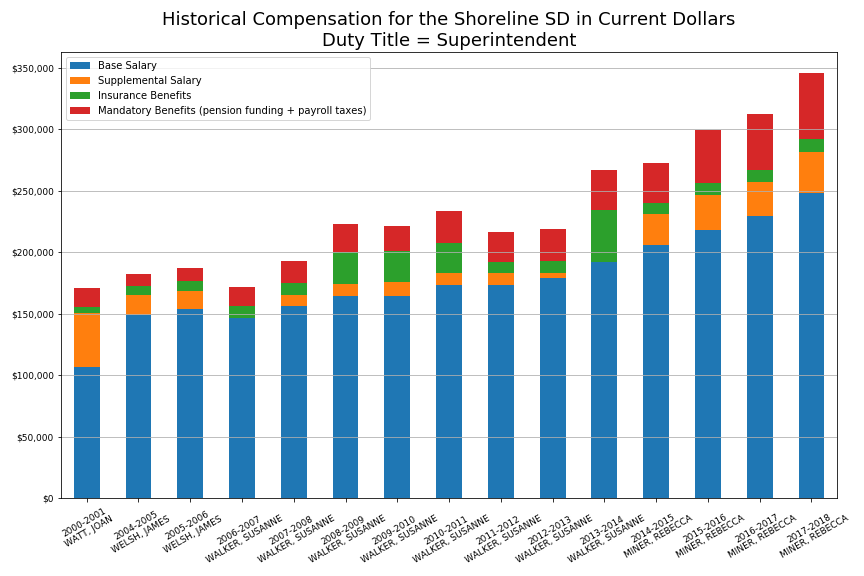 Historical Compensation for the Shoreline SD in Current Dollars
Duty Title = Superintendent
Base Salary
Supplemental Salary
Insurance Benefits
Mandatory Benefits (pension funding + payroll taxes)
$350,000
$300,000
$250,000
$200,000
$150,000
$100,000
$50,000
$0
2000-2001
WATT, JOAN
2004-2005
WELSH, JAMES
2005-2006
WELSH, JAMES
2006-2007
WALKER, SUSANNE
2007-2008
WALKER, SUSANNE
2008-2009
WALKER, SUSANNE
2009-2010
WALKER, SUSANNE
2010-2011
WALKER, SUSANNE
2011-2012
WALKER, SUSANNE
2012-2013
WALKER, SUSANNE
2013-2014
WALKER, SUSANNE
2014-2015
MINER, REBECCA
2015-2016
MINER, REBECCA
2016-2017
MINER, REBECCA
2017-2018
MINER, REBECCA